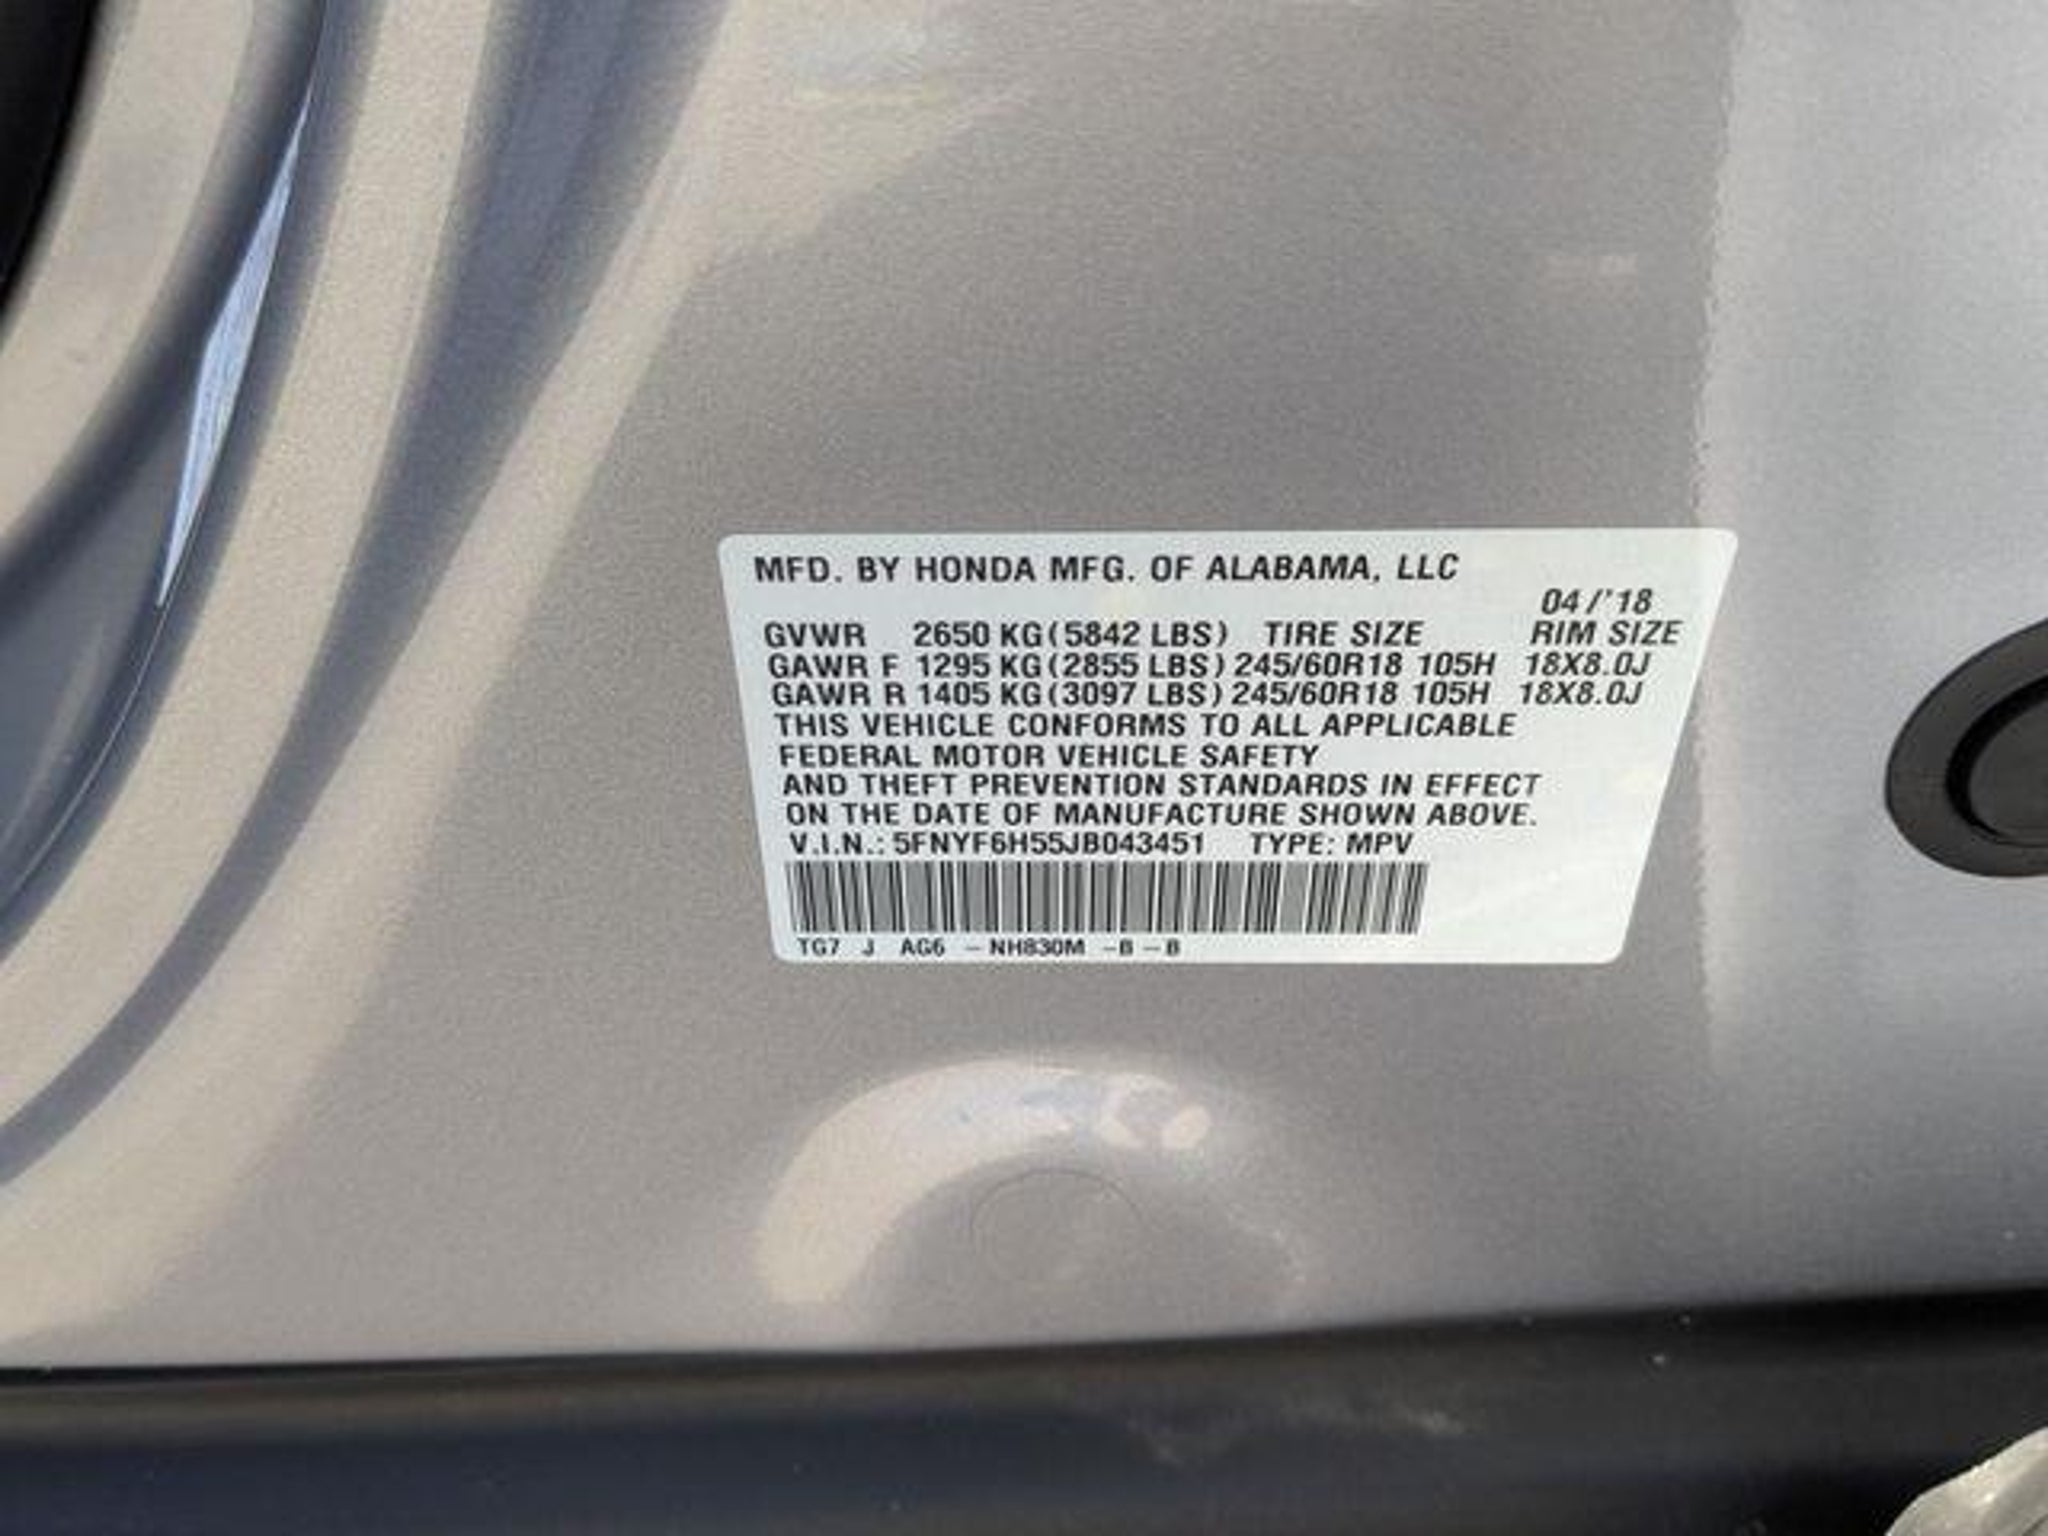 MFD. BY HONDA MFG. OF ALABAMA, LLC
04/'18
GVWR 2650 KG (5842 LBS) TIRE SIZE RIM SIZE
GAWR F 1295 KG (2855 LBS) 245/60R18 105H 18X8.0J
GAWR R 1405 KG (3097 LBS) 245/60R18 105H 18X8.0J
THIS VEHICLE CONFORMS TO ALL APPLICABLE
FEDERAL MOTOR VEHICLE SAFETY
AND THEFT PREVENTION STANDARDS IN EFFECT
ON THE DATE OF MANUFACTURE SHOWN ABOVE.
V.I.N.: 5FNYF6H55JB043451 TYPE: MPV
TG7 J AG6 - NH830M - B - B